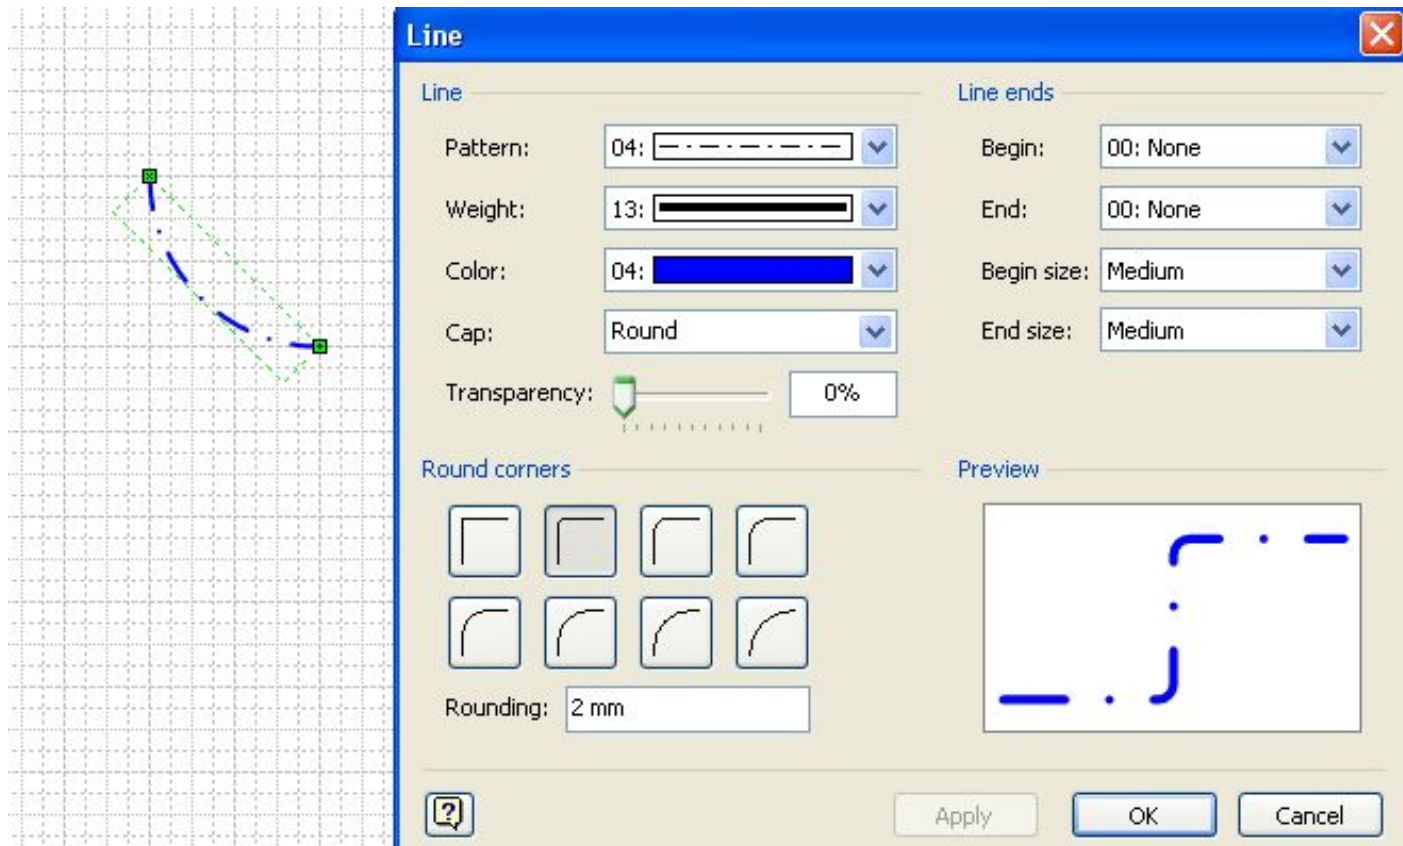 Line
Line
Pattern: 04:
Weight: 13:
Color: 04:
Cap: Round
Transparency: 0%
Line ends
Begin: 00: None
End: 00: None
Begin size: Medium
End size: Medium
Round corners
Rounding: 2 mm
Preview
?
Apply OK Cancel